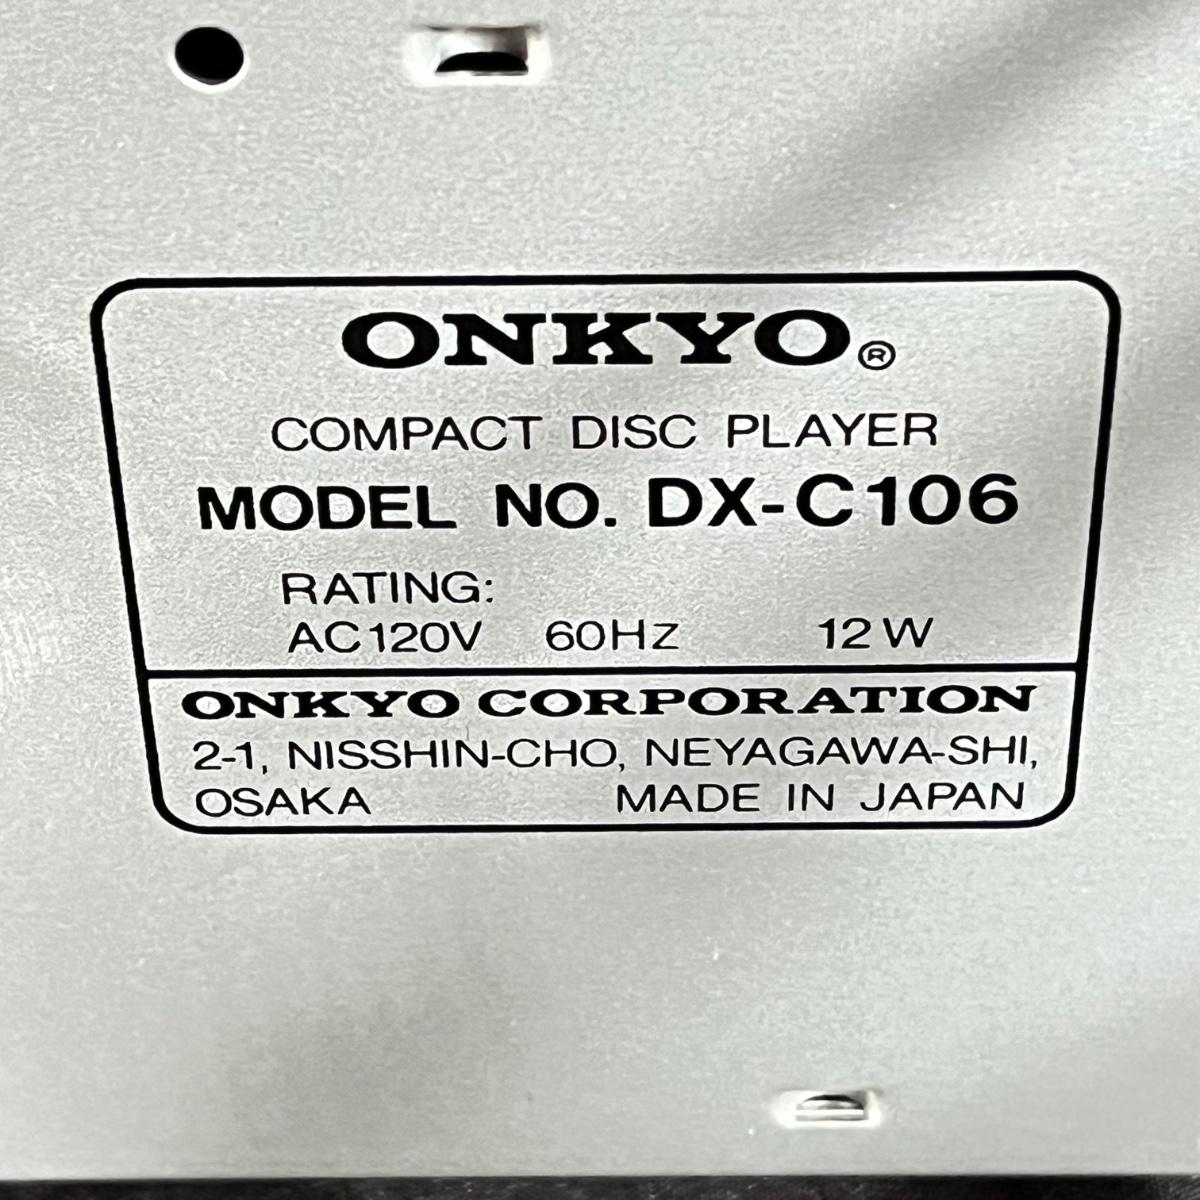 ONKYO®
COMPACT DISC PLAYER
MODEL NO. DX-C106
RATING:
AC120V 60Hz 12W
ONKYO CORPORATION
2-1, NISSHIN-CHO, NEYAGAWA-SHI,
OSAKA MADE IN JAPAN